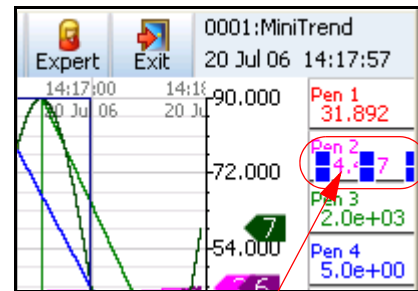 Expert Exit
0001:MiniTrend
20 Jul 06 14:17:57
14:17:00
20 Jul 06
20
90.000
72.000
54.000
7
6
Pen 1
31.892
Pen 2
Pen 3
2.0e+03
Pen 4
5.0e+00